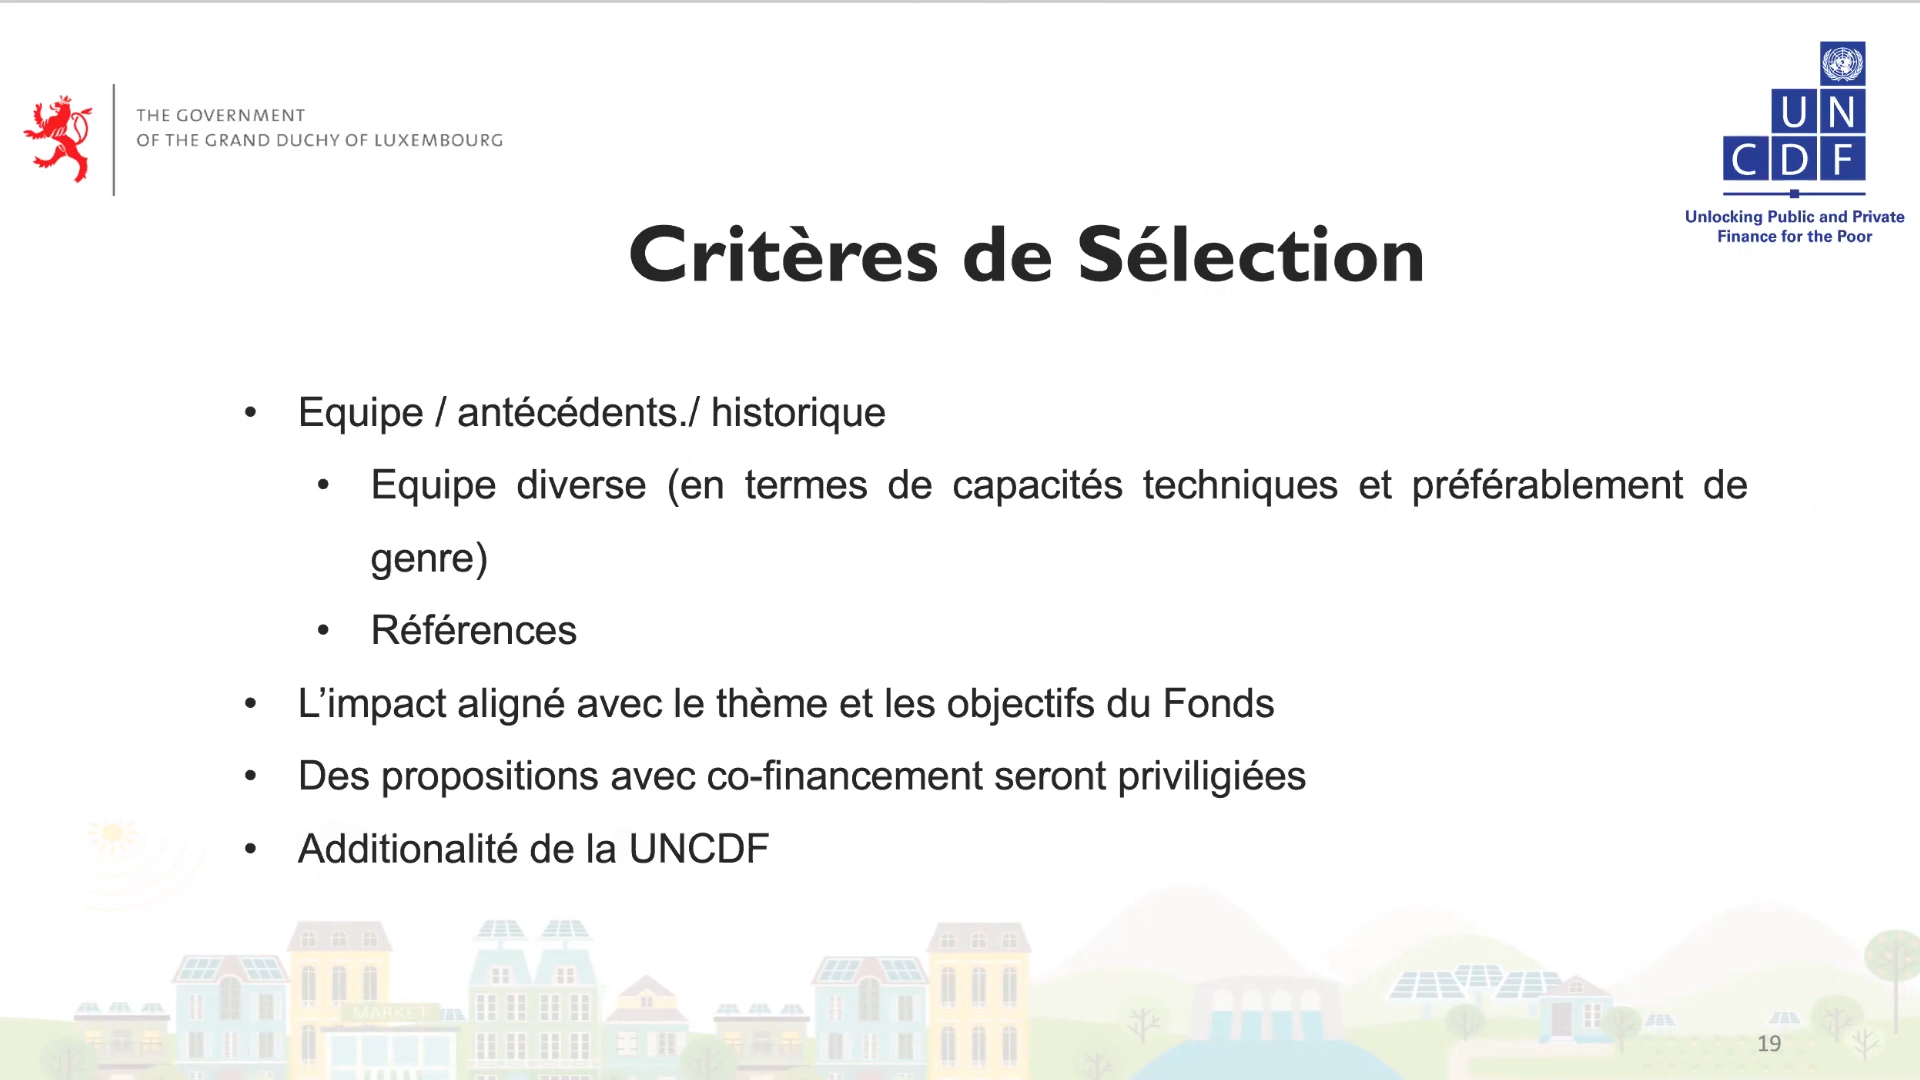 THE GOVERNMENT
OF THE GRAND DUCHY OF LUXEMBOURG
UN
CDF
Unlocking Public and Private
Finance for the Poor
Critères de Sélection
• Equipe / antécédents./ historique
• Equipe diverse (en termes de capacités techniques et préférablement de
genre)
• Références
• L’impact aligné avec le thème et les objectifs du Fonds
• Des propositions avec co-financement seront priviligiées
• Additionalité de la UNCDF
MARKET
19